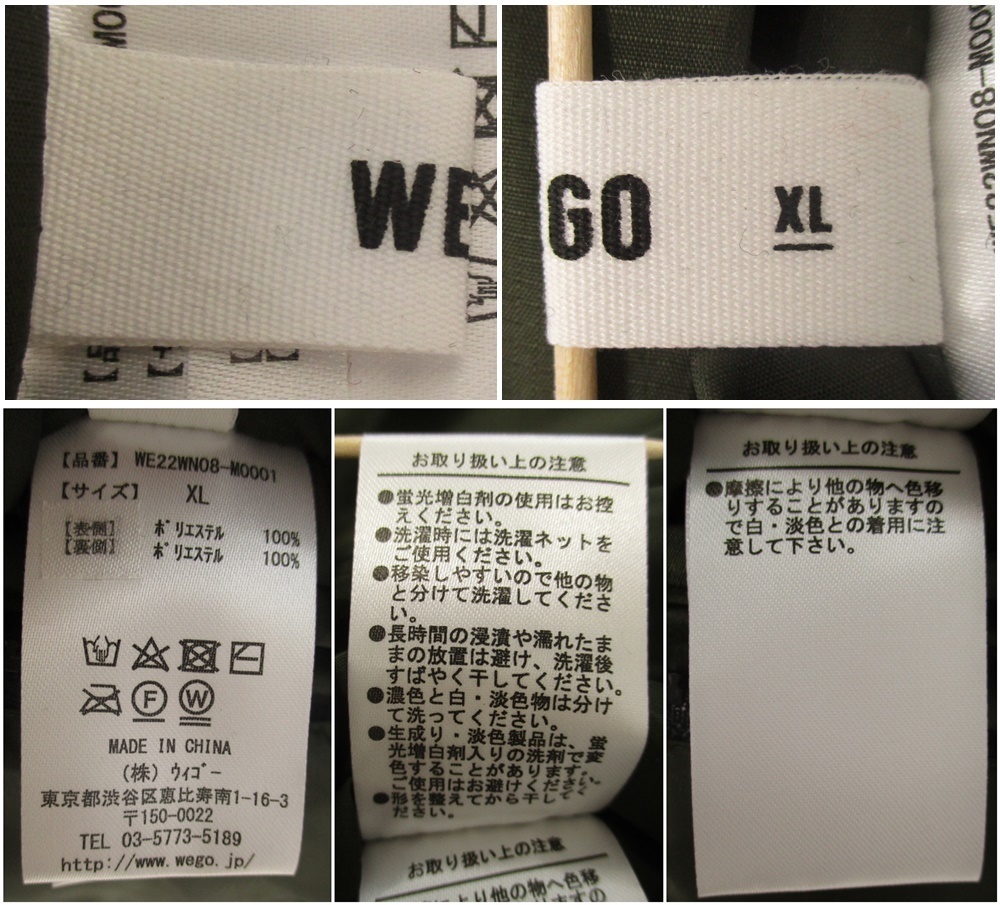 WE
GO
XL
WE22WN08-M0001
【品番】 WE22WN08-M0001
【サイズ】 XL
【表側】 ポリエステル 100%
【裏側】 ポリエステル 100%
F W
MADE IN CHINA
(株) ウィゴー
東京都渋谷区恵比寿南1-16-3
〒150-0022
TEL 03-5773-5189
http://www.wego.jp/
お取り扱い上の注意
●蛍光増白剤の使用はお控
えください。
●洗濯時には洗濯ネットを
ご使用ください。
●移染しやすいので他の物
と分けて洗濯してくださ
い。
●長時間の浸漬や濡れたま
まの放置は避け、洗濯後
すばやく干してください。
●濃色と白・淡色物は分け
て洗ってください。
●生成り・淡色製品は、蛍
光増白剤入りの洗剤で変
色することがあります。
ご使用はお避けください。
●形を整えてから干してく
ださい。
お取り扱い上の注意
より他の物へ色移
お取り扱い上の注意
●摩擦により他の物へ色移
りすることがありますの
で白・淡色との着用に注
意して下さい。